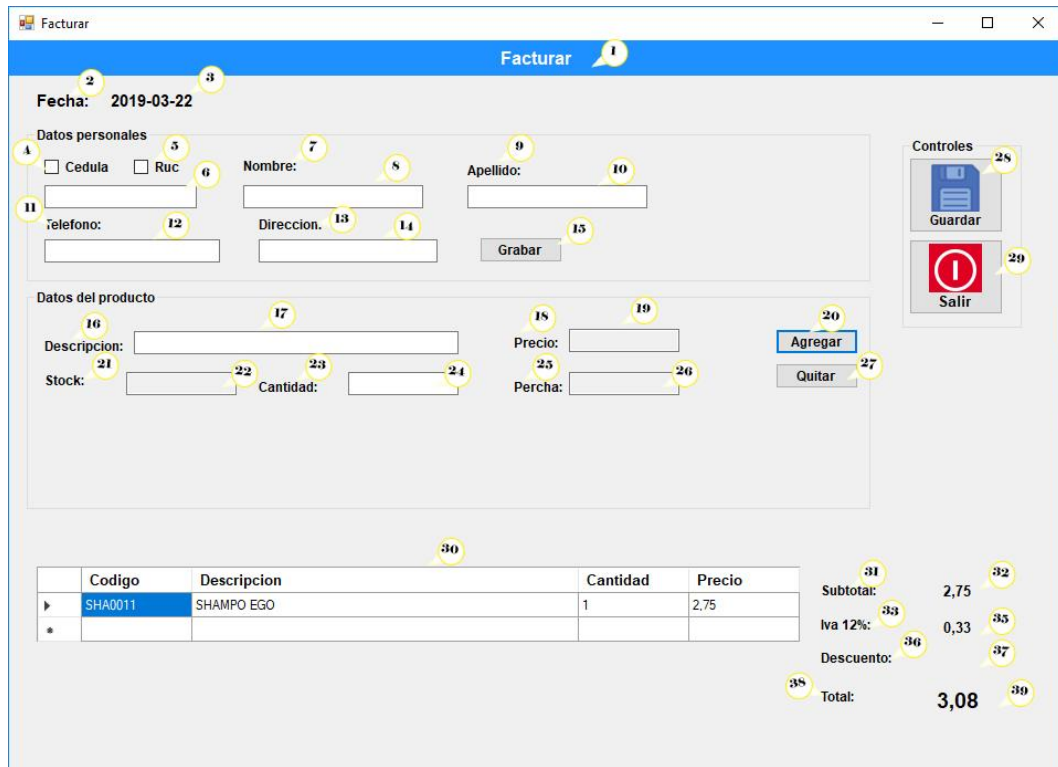 Facturar
Facturar 1
2 3
Fecha: 2019-03-22
Datos personales
4 5 7 9
Cedula Ruc 6 Nombre: 8 Apellido: 10
11 12 13 14 15
Telefono: Direccion. Grabar
Controles
28
Guardar
29
Salir
Datos del producto
16 17 18 19 20
Descripcion: Precio: Agregar
21 22 23 24 25 26 27
Stock: Cantidad: Percha: Quitar
30
Codigo Descripcion Cantidad Precio
SHA0011 SHAMPO EGO 1 2,75
31 32
Subtotal: 2,75
33 35
Iva 12%: 0,33
36 37
Descuento:
38 39
Total: 3,08